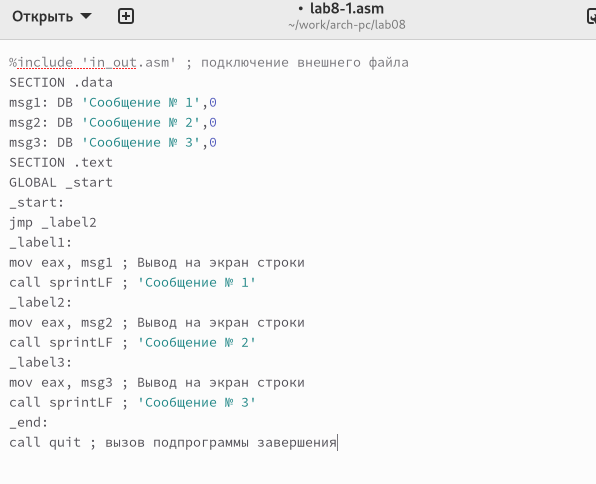 Открыть
• lab8-1.asm
~/work/arch-pc/lab08
%include 'in_out.asm' ; подключение внешнего файла
SECTION .data
msg1: DB 'Сообщение № 1',0
msg2: DB 'Сообщение № 2',0
msg3: DB 'Сообщение № 3',0
SECTION .text
GLOBAL _start
_start:
jmp _label2
_label1:
mov eax, msg1 ; Вывод на экран строки
call sprintLF ; 'Сообщение № 1'
_label2:
mov eax, msg2 ; Вывод на экран строки
call sprintLF ; 'Сообщение № 2'
_label3:
mov eax, msg3 ; Вывод на экран строки
call sprintLF ; 'Сообщение № 3'
_end:
call quit ; вызов подпрограммы завершения